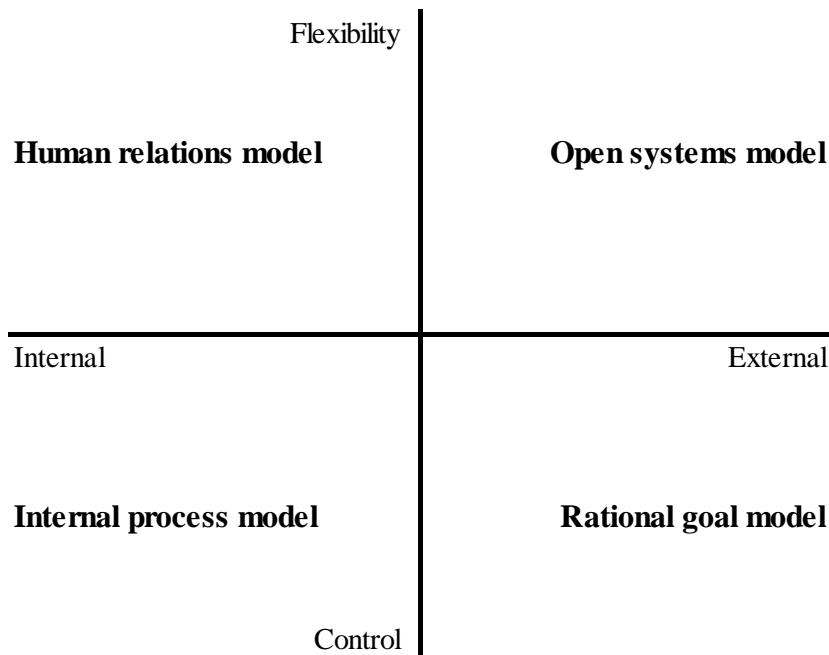 Flexibility
Human relations model
Open systems model
Internal
External
Internal process model
Rational goal model
Control